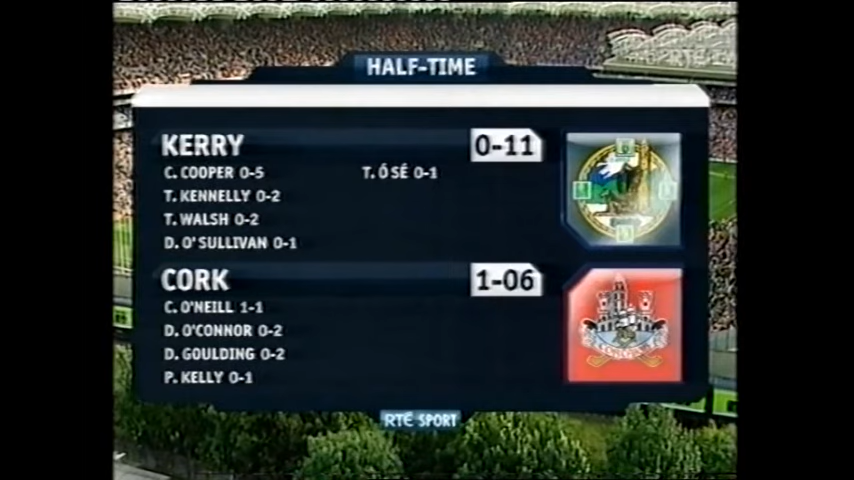 RTÉ
HALF-TIME
KERRY 0-11
C. COOPER 0-5 T. Ó SÉ 0-1
T. KENNELLY 0-2
T. WALSH 0-2
D. O'SULLIVAN 0-1
CORK 1-06
C. O'NEILL 1-1
D. O'CONNOR 0-2
D. GOULDING 0-2
P. KELLY 0-1
RTÉ SPORT